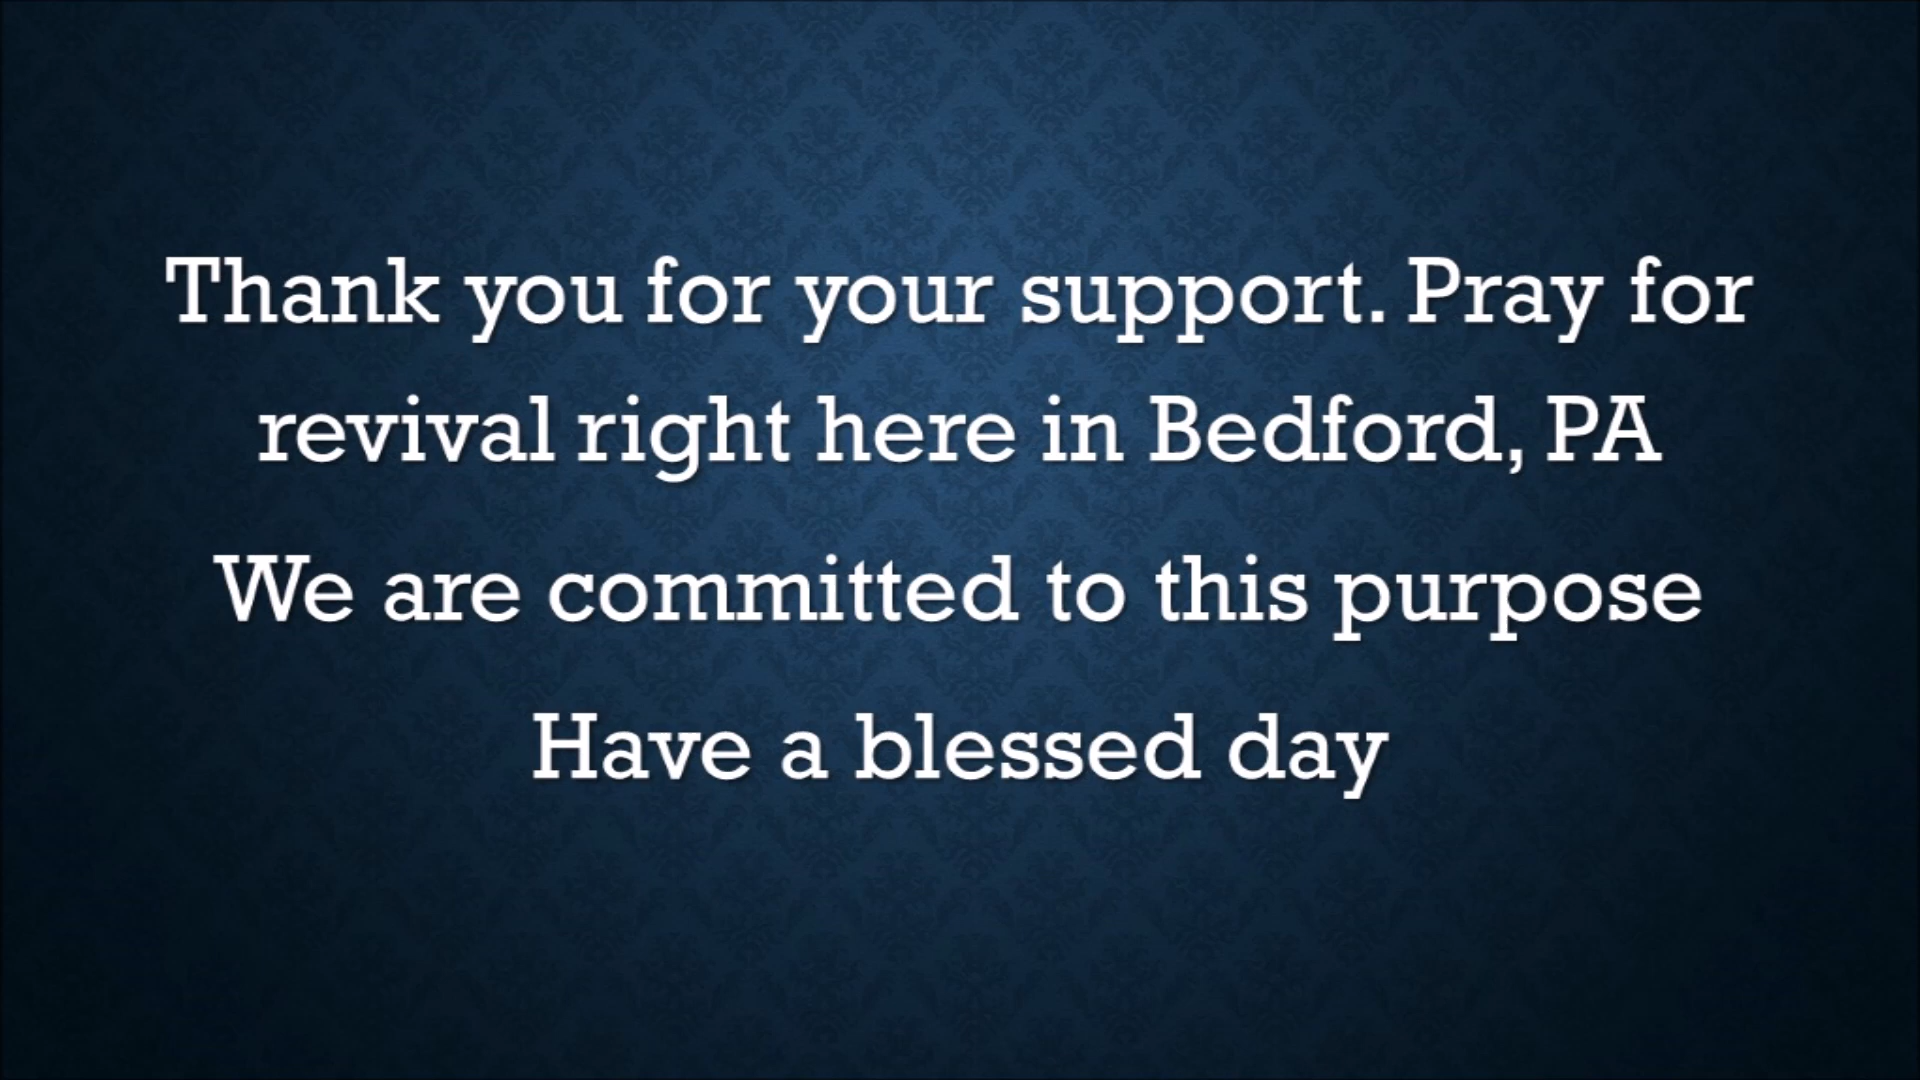 Thank you for your support. Pray for
revival right here in Bedford, PA
We are committed to this purpose
Have a blessed day